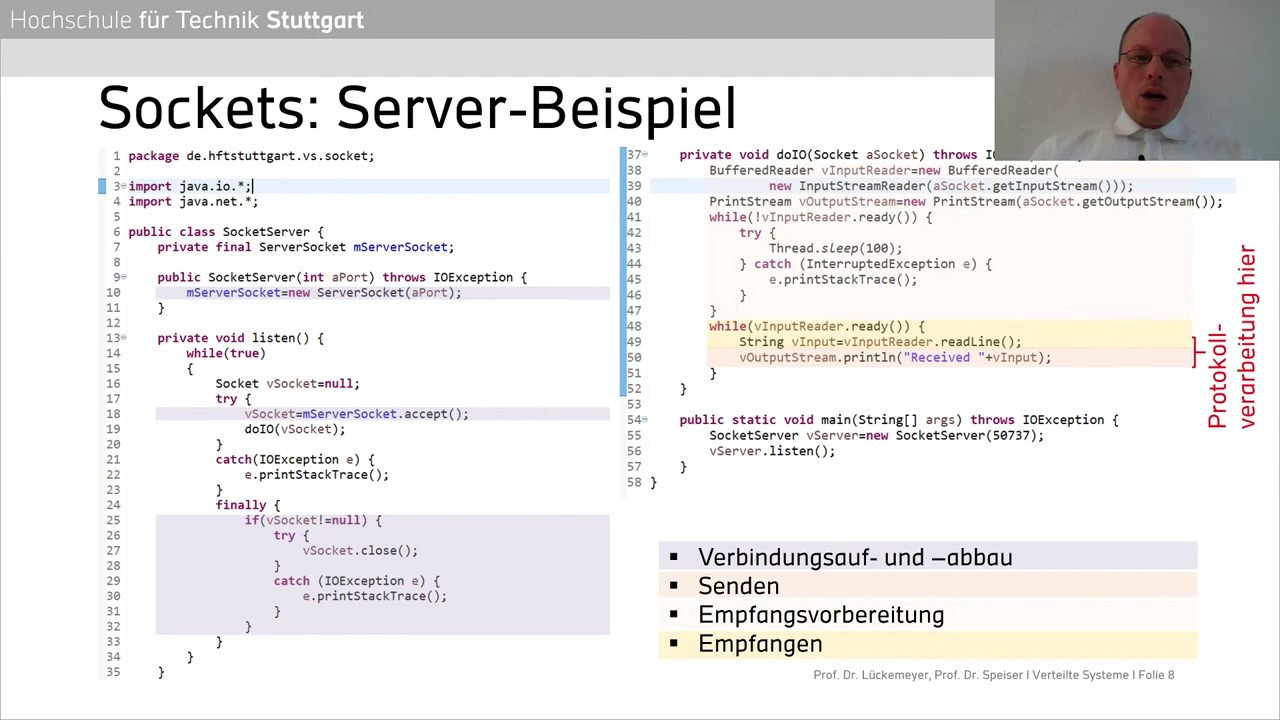 Hochschule für Technik Stuttgart
Sockets: Server-Beispiel
1 package de.hftstuttgart.vs.socket;
2
3 import java.io.*;
4 import java.net.*;
5
6 public class SocketServer {
7 private final ServerSocket mServerSocket;
8
9 public SocketServer(int aPort) throws IOException {
10 mServerSocket=new ServerSocket(aPort);
11 }
12
13 private void listen() {
14 while(true)
15 {
16 Socket vSocket=null;
17 try {
18 vSocket=mServerSocket.accept();
19 doIO(vSocket);
20 }
21 catch(IOException e) {
22 e.printStackTrace();
23 }
24 finally {
25 if(vSocket!=null) {
26 try {
27 vSocket.close();
28 }
29 catch (IOException e) {
30 e.printStackTrace();
31 }
32 }
33 }
34 }
35 }
37 private void doIO(Socket aSocket) throws
38 BufferedReader vInputReader=new BufferedReader(
39 new InputStreamReader(aSocket.getInputStream()));
40 PrintStream vOutputStream=new PrintStream(aSocket.getOutputStream());
41 while(!vInputReader.ready()) {
42 try {
43 Thread.sleep(100);
44 } catch (InterruptedException e) {
45 e.printStackTrace();
46 }
47 }
48 while(vInputReader.ready()) {
49 String vInput=vInputReader.readLine();
50 vOutputStream.println("Received "+vInput);
51 }
52 }
53
54 public static void main(String[] args) throws IOException {
55 SocketServer vServer=new SocketServer(50737);
56 vServer.listen();
57 }
58 }
Protokoll-
verarbeitung hier
▪ Verbindungsauf- und –abbau
▪ Senden
▪ Empfangsvorbereitung
▪ Empfangen
Prof. Dr. Lückemeyer, Prof. Dr. Speiser I Verteilte Systeme I Folie 8